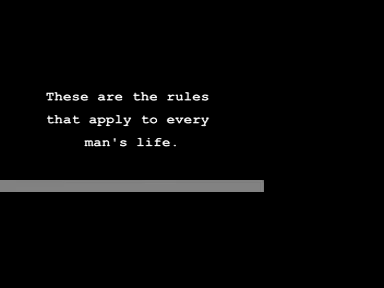 These are the rules
that apply to every
man's life.